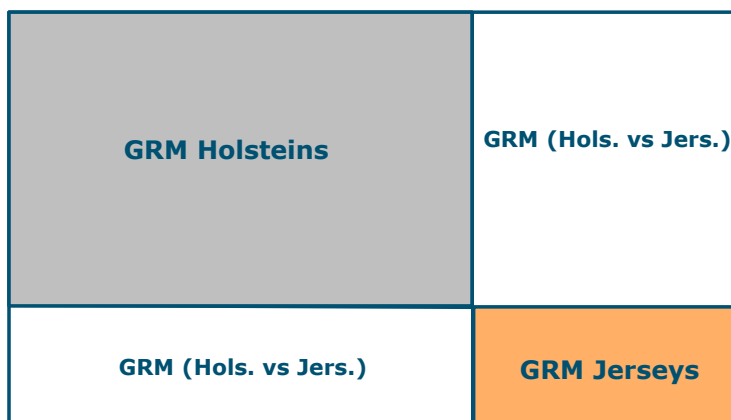 GRM Holsteins
GRM (Hols. vs Jers.)
GRM (Hols. vs Jers.)
GRM Jerseys